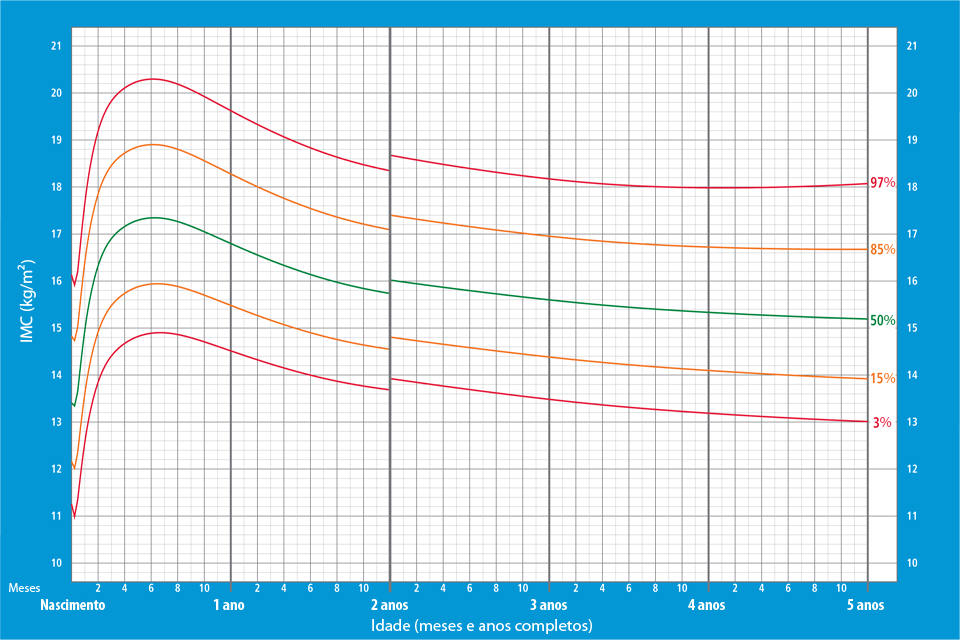 21 21
20 20
19 19
18 97% 18
17 85% 17
16 16
15 50% 15
14 15% 14
13 3% 13
12 12
11 11
10 10
IMC (kg/m²)
Meses 2 4 6 8 10 2 4 6 8 10 2 4 6 8 10 2 4 6 8 10 2 4 6 8 10
Nascimento 1 ano 2 anos 3 anos 4 anos 5 anos
Idade (meses e anos completos)